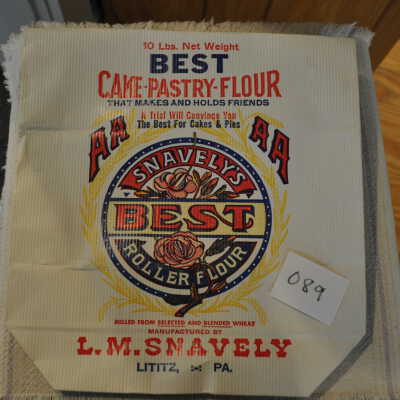 10 Lbs. Net Weight
BEST
CAKE-PASTRY-FLOUR
THAT MAKES AND HOLDS FRIENDS
A Trial Will Convince You
The Best For Cakes & Pies
AA AA
SNAVELY'S
BEST
ROLLER FLOUR
089
MILLED FROM SELECTED AND BLENDED WHEAT
MANUFACTURED BY
L.M.SNAVELY
LITITZ, PA.